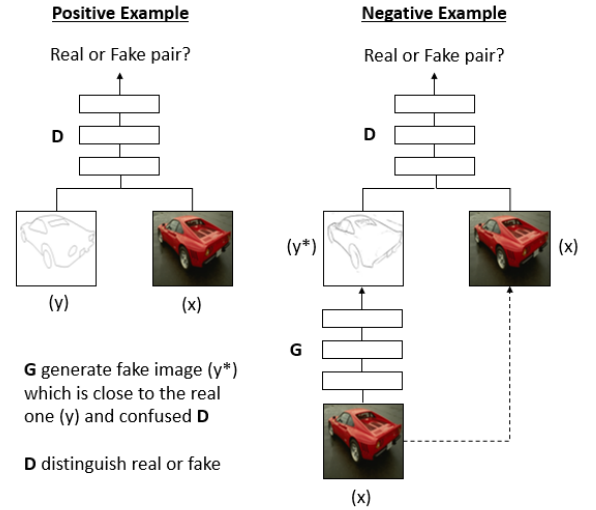 Positive Example
Negative Example
Real or Fake pair?
Real or Fake pair?
D
D
(y)
(x)
(y*)
(x)
G
G generate fake image (y*)
which is close to the real
one (y) and confused D
D distinguish real or fake
(x)